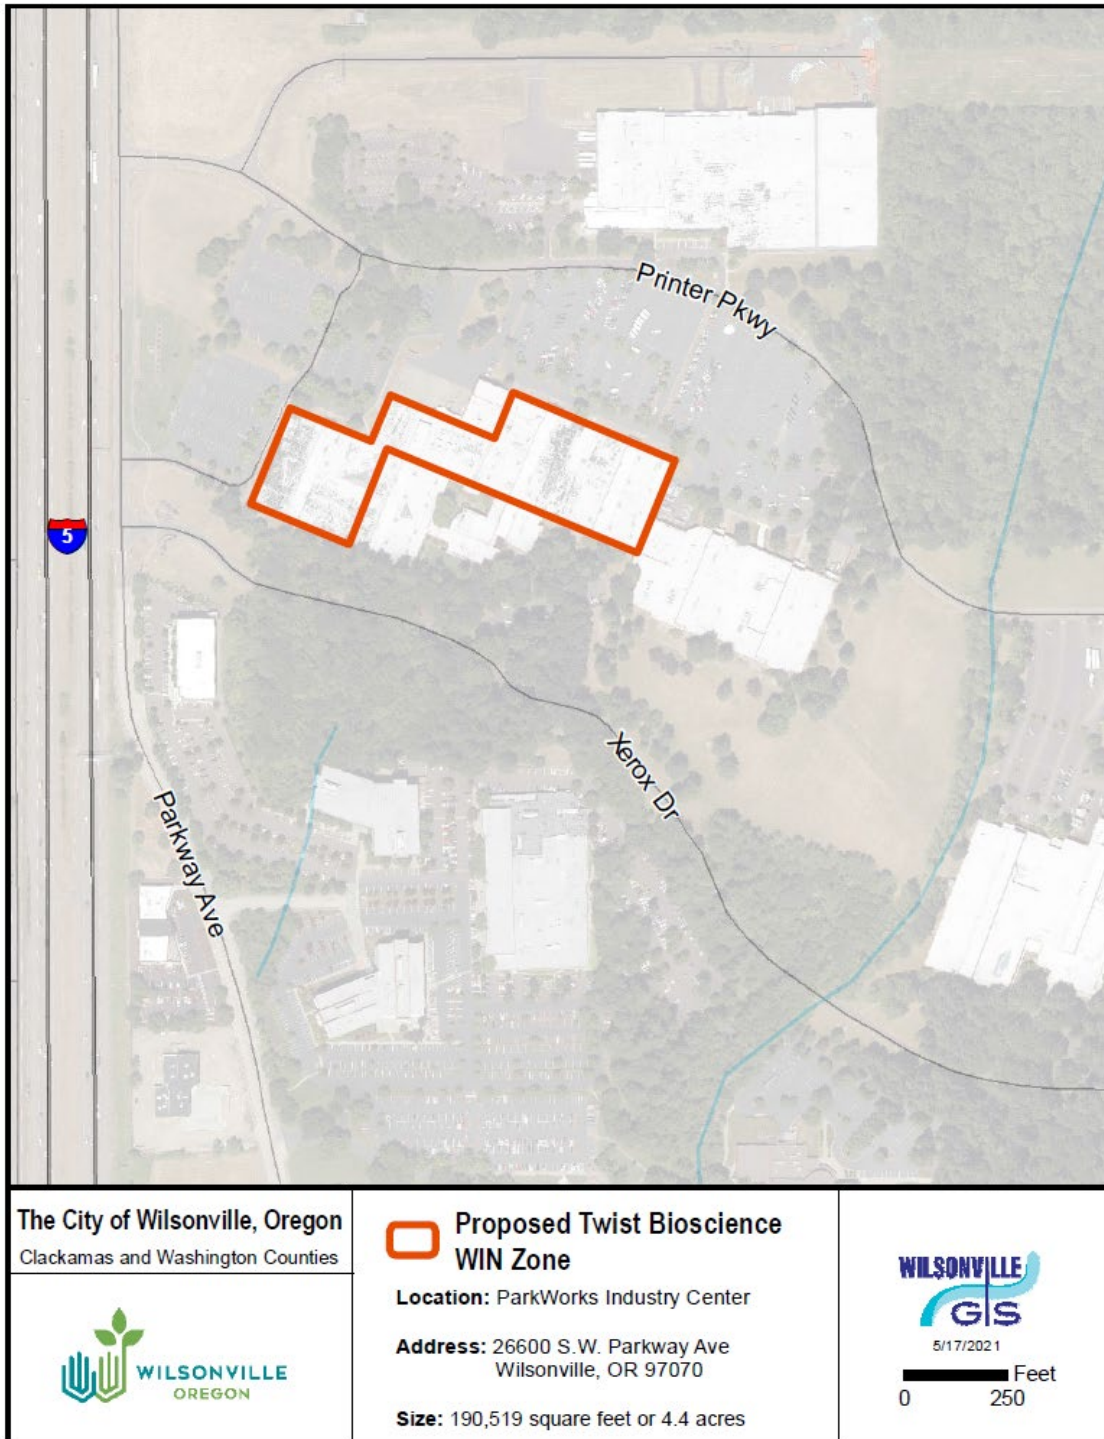 Printer Pkwy
5
Xerox Dr
Parkway Ave
The City of Wilsonville, Oregon
Clackamas and Washington Counties
WILSONVILLE
OREGON
Proposed Twist Bioscience
WIN Zone
Location: ParkWorks Industry Center
Address: 26600 S.W. Parkway Ave
Wilsonville, OR 97070
Size: 190,519 square feet or 4.4 acres
WILSONVILLE
GIS
5/17/2021
Feet
0 250